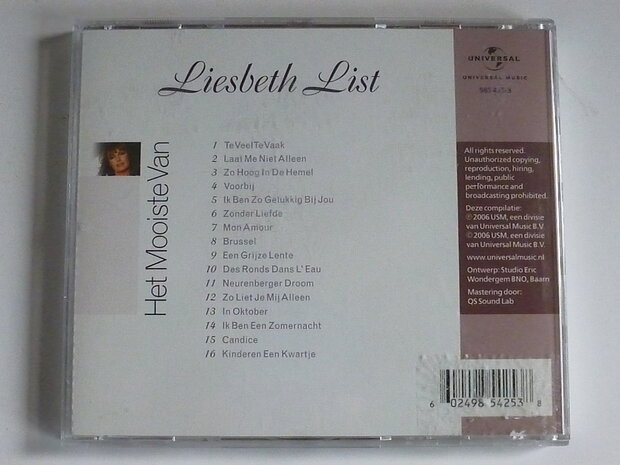 Liesbeth List
Het Mooiste Van
1 Te Veel Te Vaak
2 Laat Me Niet Alleen
3 Zo Hoog In De Hemel
4 Voorbij
5 Ik Ben Zo Gelukkig Bij Jou
6 Zonder Liefde
7 Mon Amour
8 Brussel
9 Een Grijze Lente
10 Des Ronds Dans L' Eau
11 Neurenberger Droom
12 Zo Liet Je Mij Alleen
13 In Oktober
14 Ik Ben Een Zomernacht
15 Candice
16 Kinderen Een Kwartje
UNIVERSAL
UNIVERSAL MUSIC
All rights reserved.
Unauthorized copying,
reproduction, hiring,
lending, public
performance and
broadcasting prohibited.
Deze compilatie:
℗ 2006 USM, een divisie
van Universal Music B.V.
© 2006 USM, een divisie
van Universal Music B.V.
www.universalmusic.nl
Ontwerp: Studio Eric
Wondergem BNO, Baarn
Mastering door:
QS Sound Lab
6 02498 54253 8